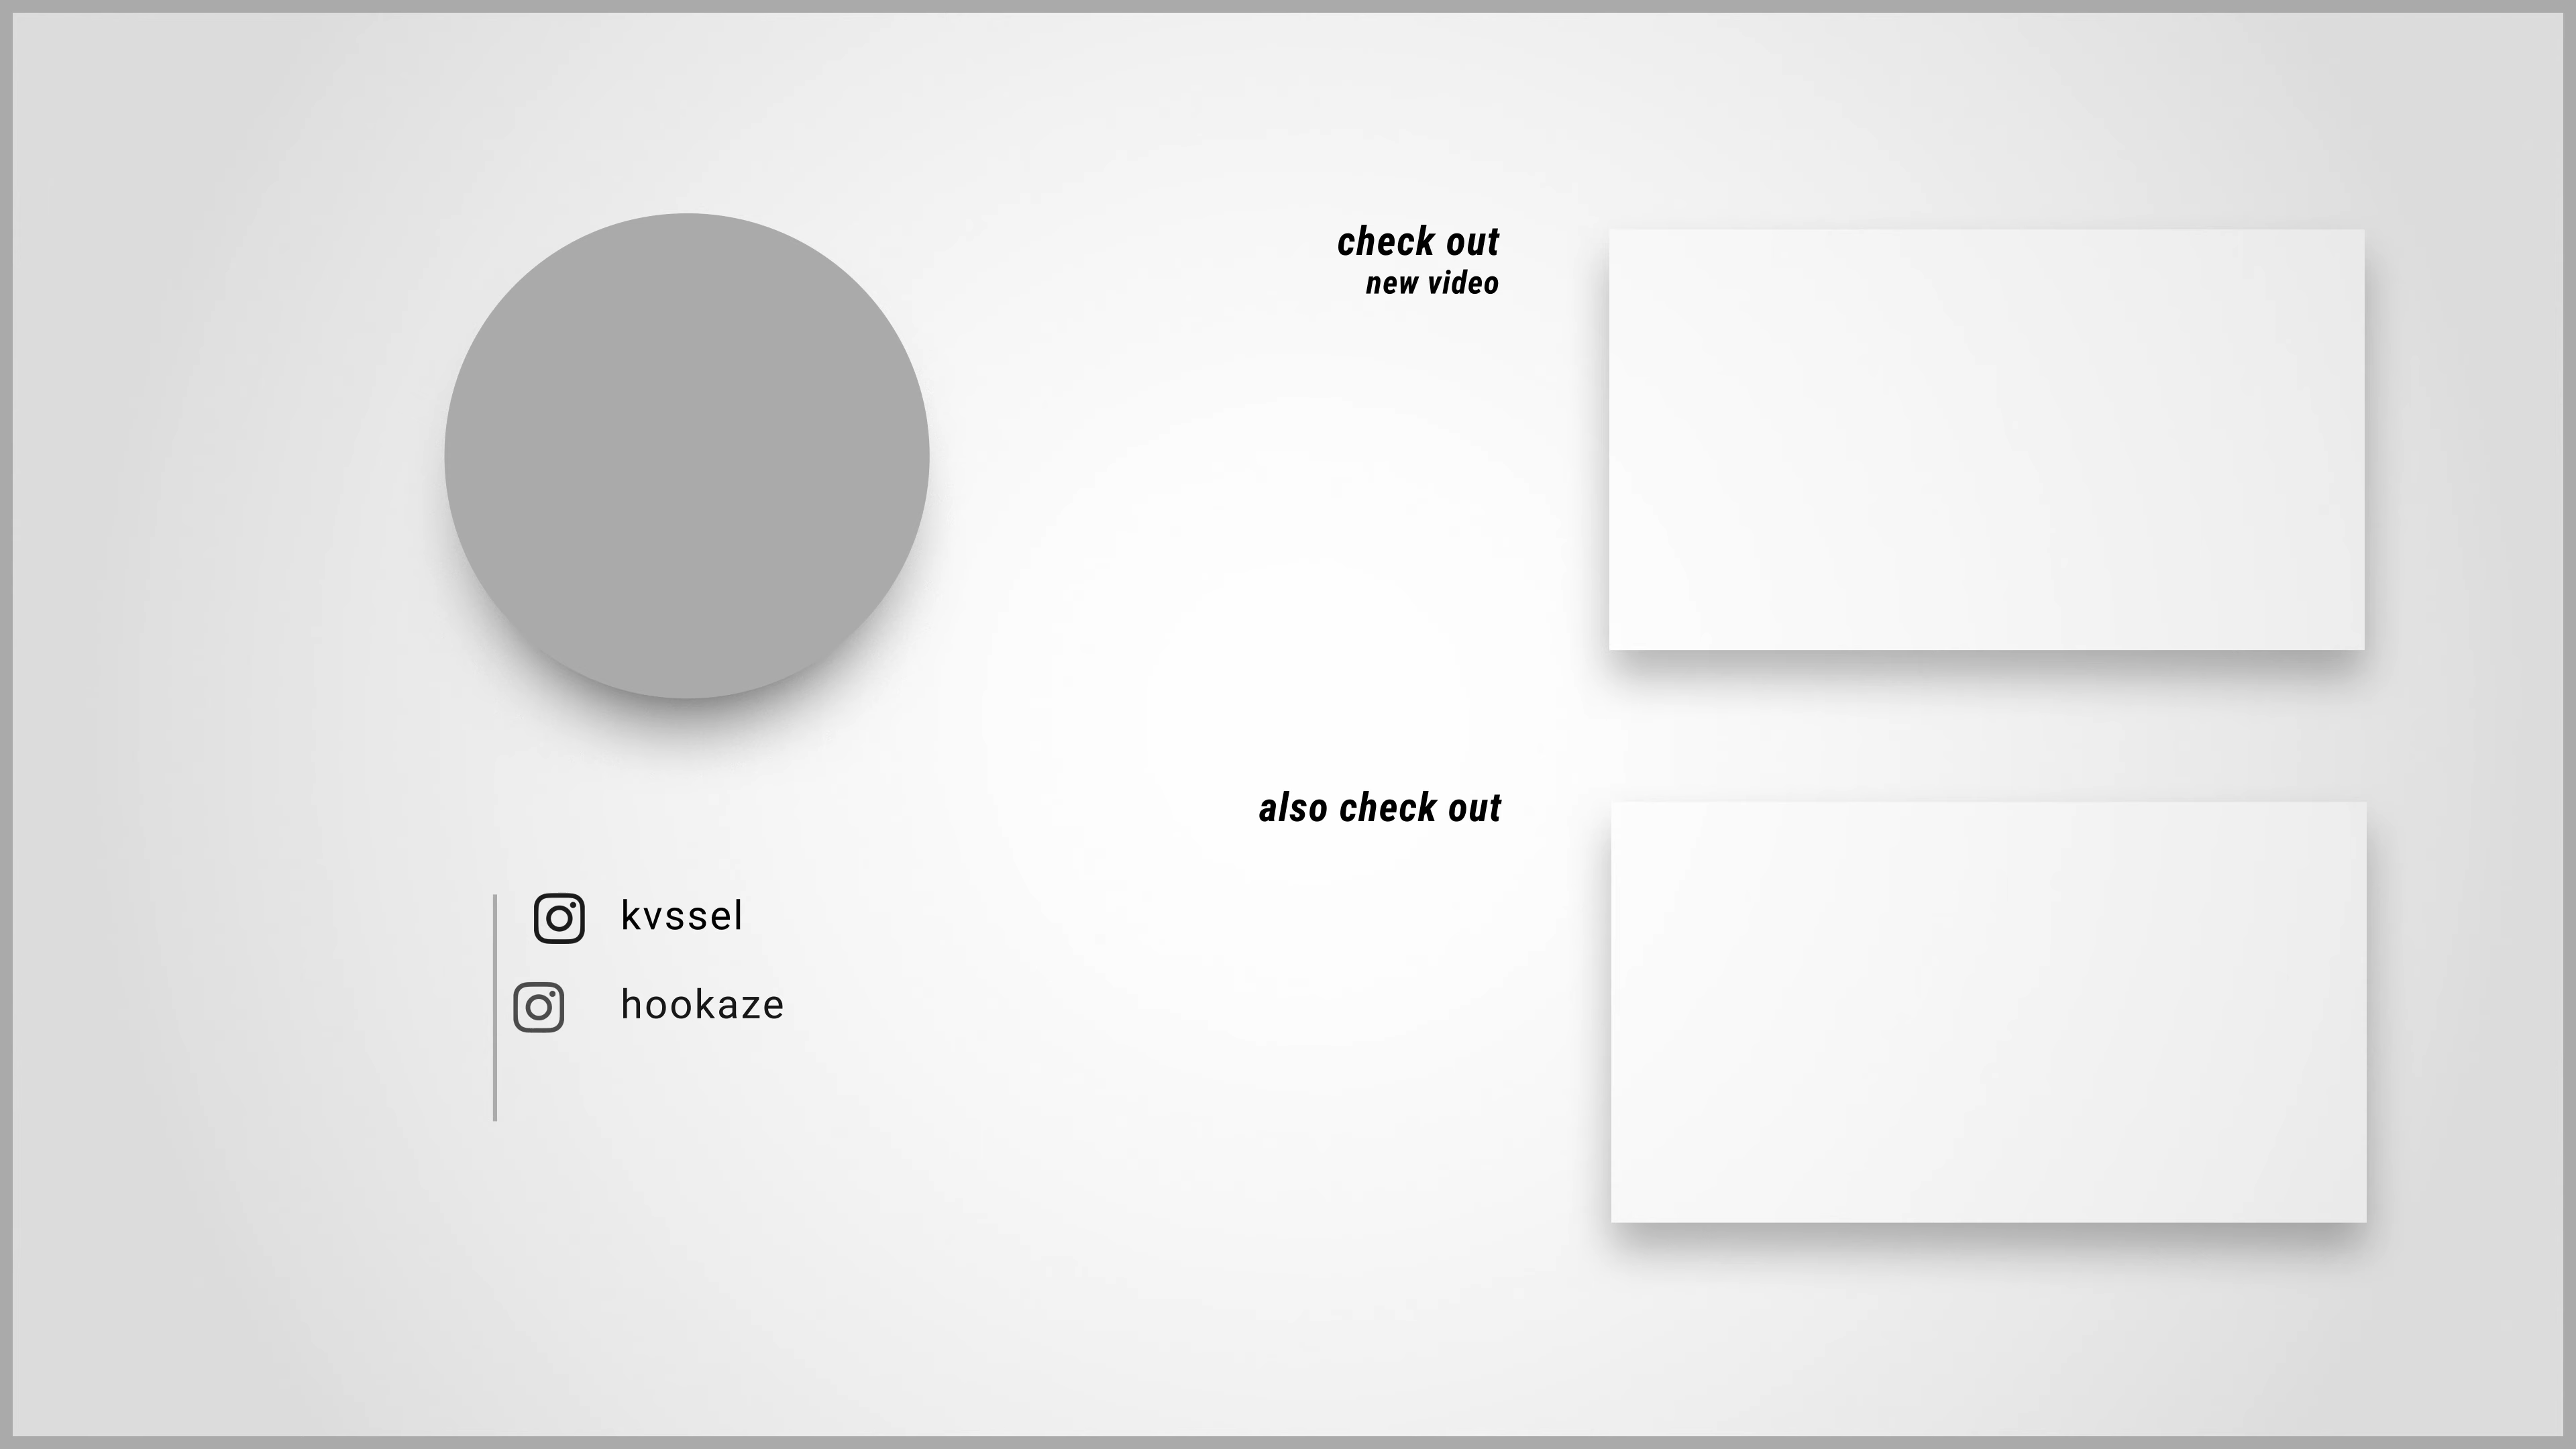 check out
new video
also check out
kvssel
hookaze